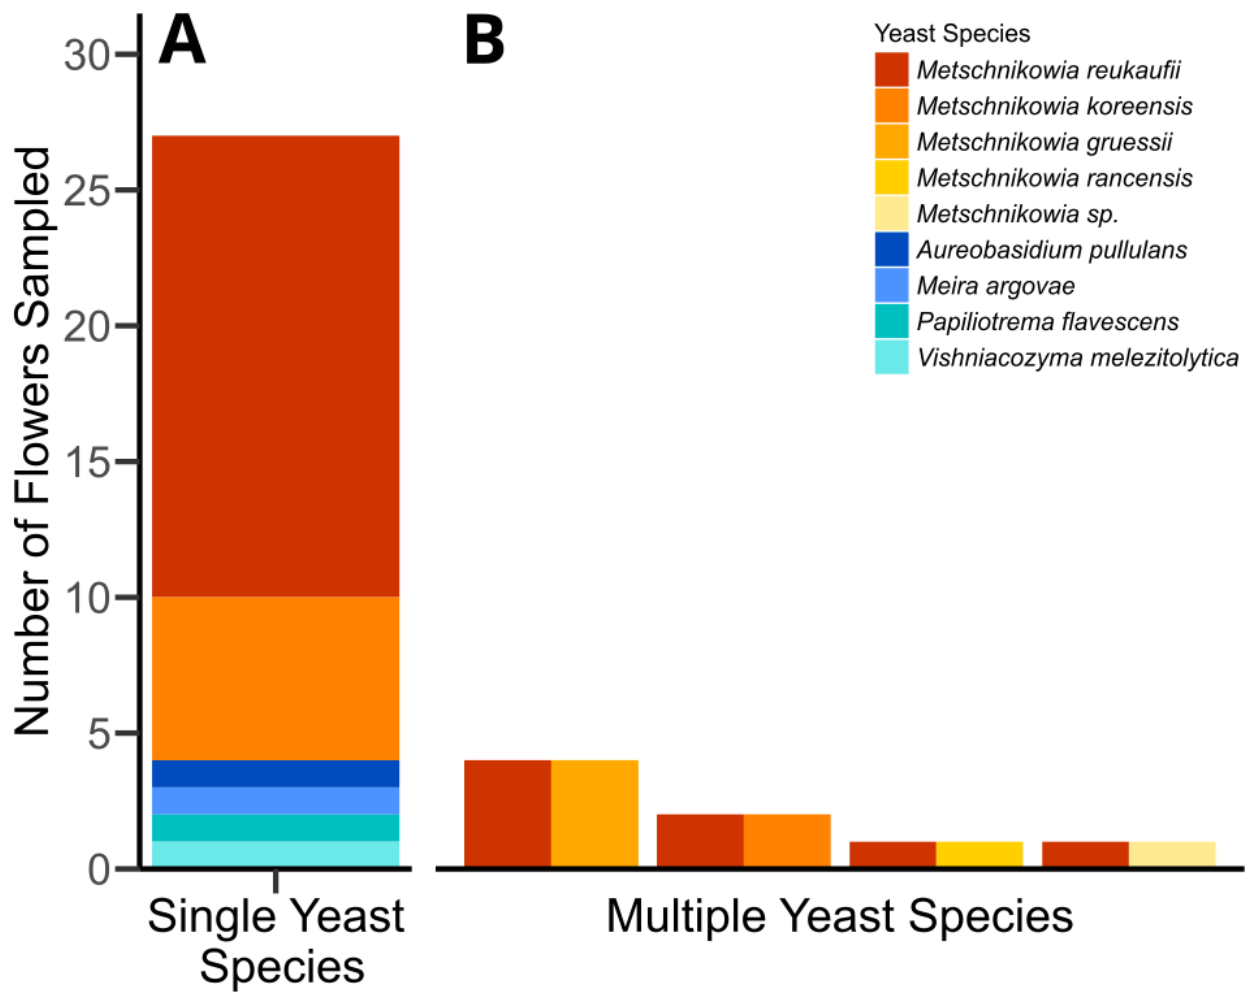 A
B
Yeast Species
Metschnikowia reukaufii
Metschnikowia koreensis
Metschnikowia gruessii
Metschnikowia rancensis
Metschnikowia sp.
Aureobasidium pullulans
Meira argovae
Papiliotrema flavescens
Vishniacozyma melezitolytica
Number of Flowers Sampled
30
25
20
15
10
5
0
Single Yeast
Species
Multiple Yeast Species